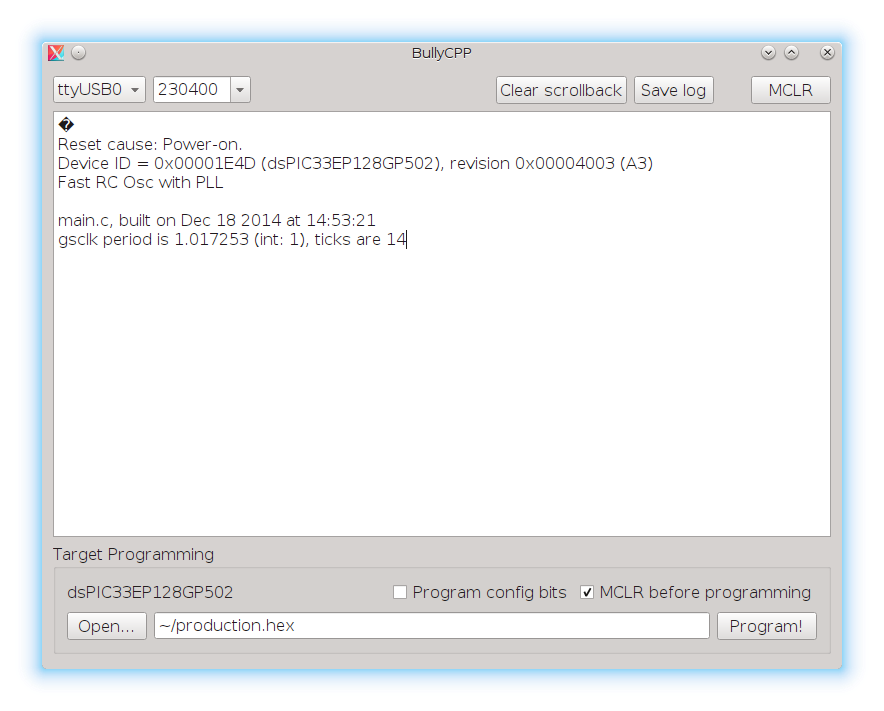 BullyCPP
ttyUSB0 230400 Clear scrollback Save log MCLR
�
Reset cause: Power-on.
Device ID = 0x00001E4D (dsPIC33EP128GP502), revision 0x00004003 (A3)
Fast RC Osc with PLL
main.c, built on Dec 18 2014 at 14:53:21
gsclk period is 1.017253 (int: 1), ticks are 14
Target Programming
dsPIC33EP128GP502 Program config bits MCLR before programming
Open... ~/production.hex Program!